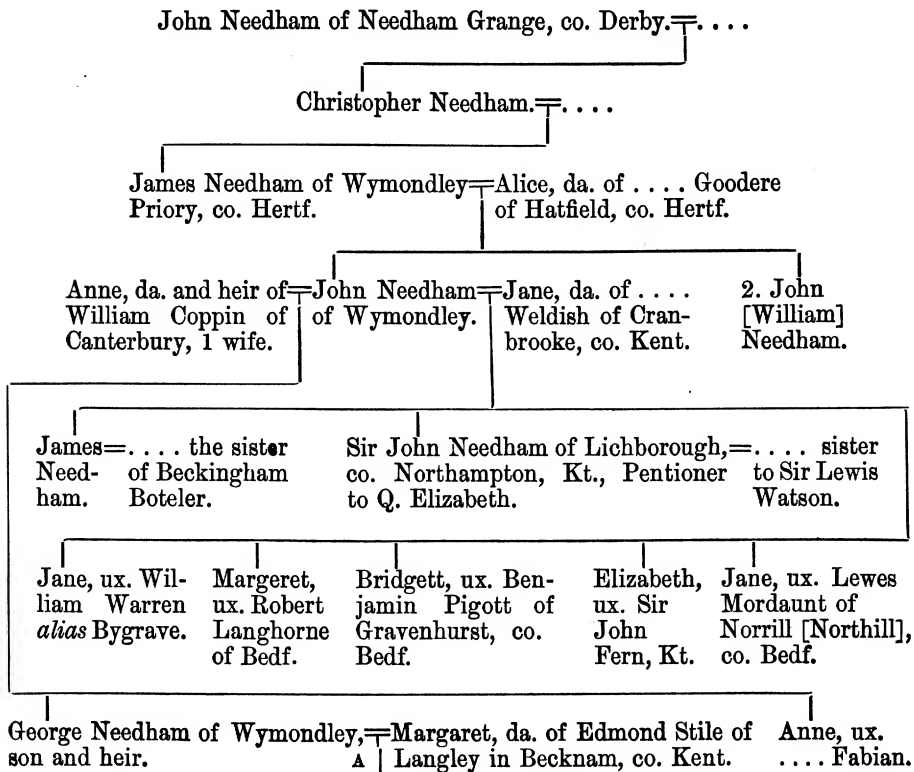 John Needham of Needham Grange, co. Derby.=. . . .
Christopher Needham.=. . . .
James Needham of Wymondley=Alice, da. of . . . . Goodere
Priory, co. Hertf. of Hatfield, co. Hertf.
Anne, da. and heir of=John Needham=Jane, da. of . . . . 2. John
William Coppin of of Wymondley. Weldish of Cran- [William]
Canterbury, 1 wife. brooke, co. Kent. Needham.
James=. . . . the sister Sir John Needham of Lichborough,=. . . . sister
Need- of Beckingham co. Northampton, Kt., Pentioner to Sir Lewis
ham. Boteler. to Q. Elizabeth. Watson.
Jane, ux. Wil- Margeret, Bridgett, ux. Ben- Elizabeth, Jane, ux. Lewes
liam Warren ux. Robert jamin Pigott of ux. Sir Mordaunt of
alias Bygrave. Langhorne Gravenhurst, co. John Norrill [Northill],
of Bedf. Bedf. Fern, Kt. co. Bedf.
George Needham of Wymondley,=Margaret, da. of Edmond Stile of Anne, ux.
son and heir. A Langley in Becknam, co. Kent. . . . . Fabian.